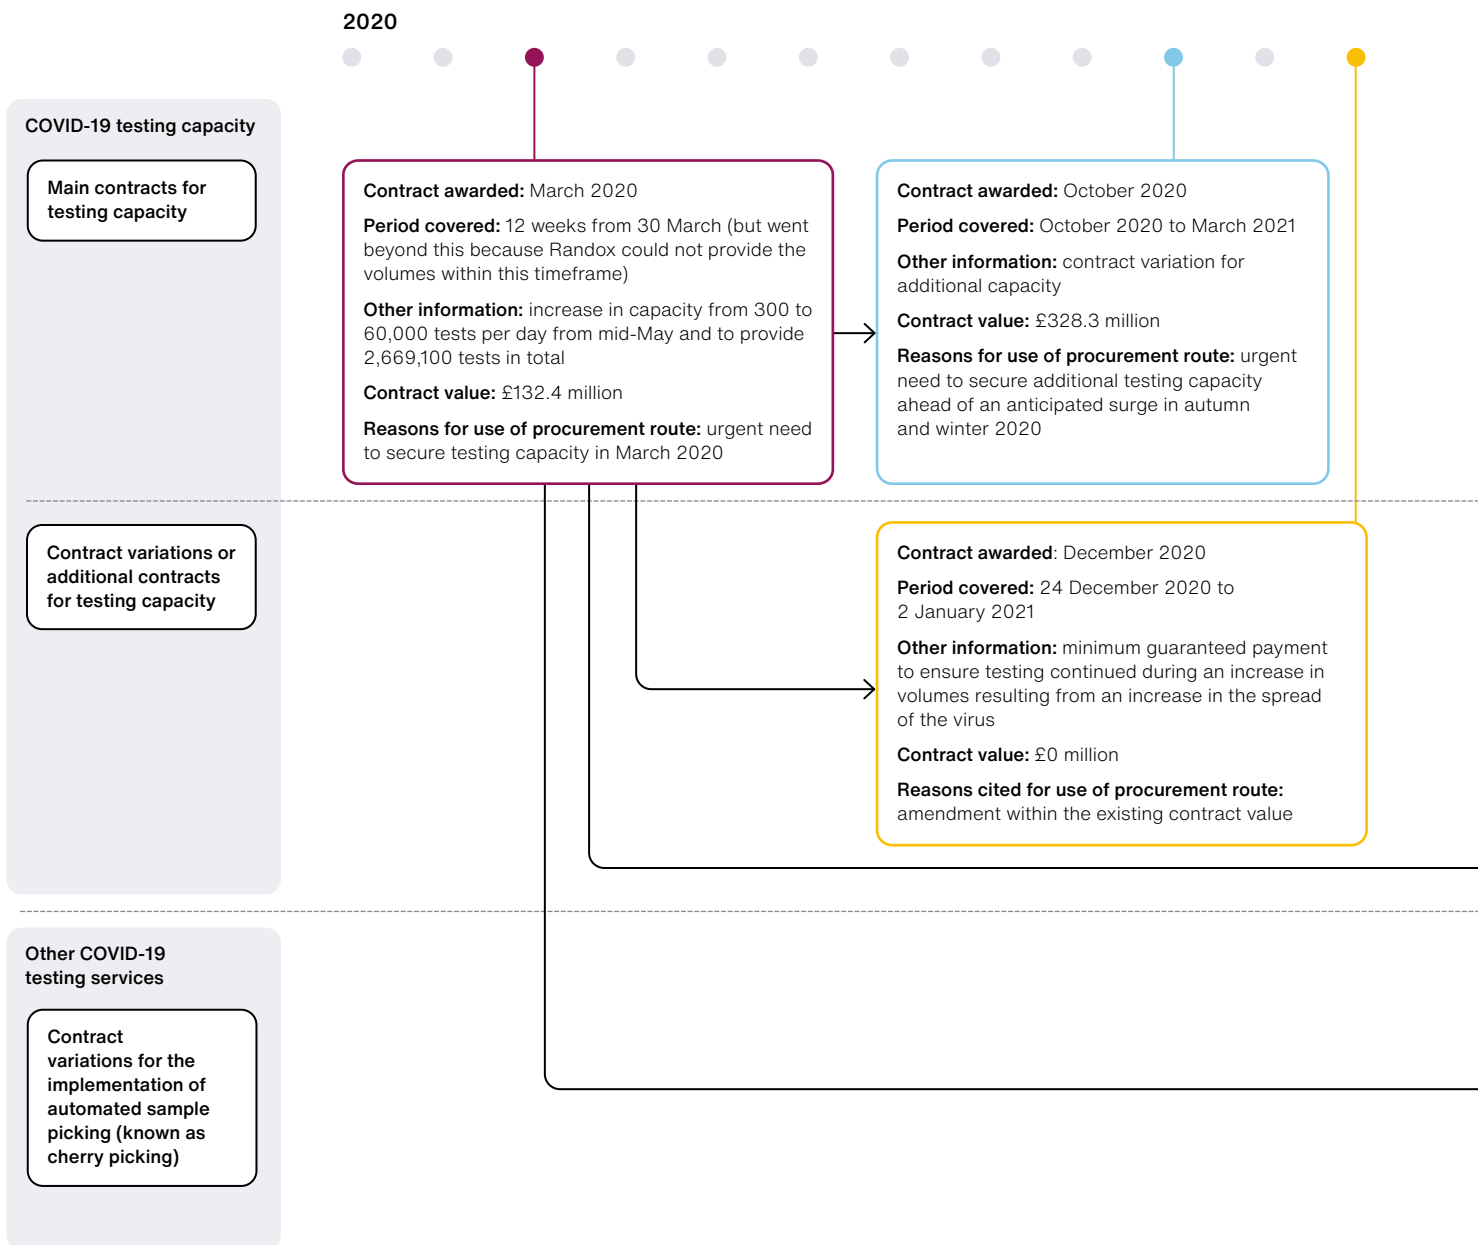 2020
COVID-19 testing capacity
Main contracts for
testing capacity
Contract awarded: March 2020
Period covered: 12 weeks from 30 March (but went
beyond this because Randox could not provide the
volumes within this timeframe)
Other information: increase in capacity from 300 to
60,000 tests per day from mid-May and to provide
2,669,100 tests in total
Contract value: £132.4 million
Reasons for use of procurement route: urgent need
to secure testing capacity in March 2020
Contract awarded: October 2020
Period covered: October 2020 to March 2021
Other information: contract variation for
additional capacity
Contract value: £328.3 million
Reasons for use of procurement route: urgent
need to secure additional testing capacity
ahead of an anticipated surge in autumn
and winter 2020
Contract variations or
additional contracts
for testing capacity
Contract awarded: December 2020
Period covered: 24 December 2020 to
2 January 2021
Other information: minimum guaranteed payment
to ensure testing continued during an increase in
volumes resulting from an increase in the spread
of the virus
Contract value: £0 million
Reasons cited for use of procurement route:
amendment within the existing contract value
Other COVID-19
testing services
Contract
variations for the
implementation of
automated sample
picking (known as
cherry picking)